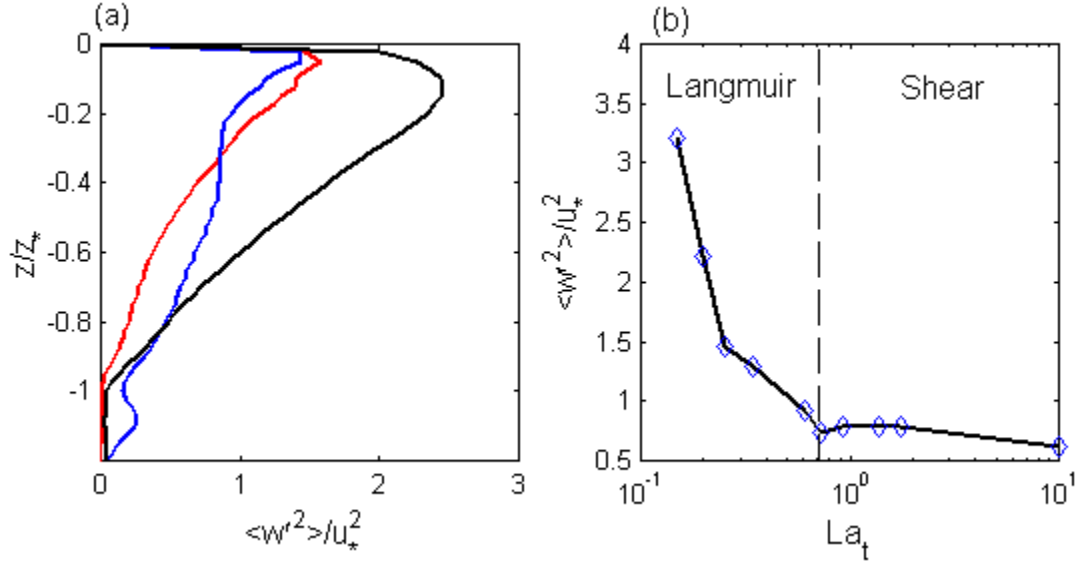 (a)
0
-0.2
-0.4
-0.6
-0.8
-1
z/z*
0 1 2 3
<w'²>/u*²
(b)
4
3.5
3
2.5
2
1.5
1
0.5
<w'²>/u*²
Langmuir Shear
10⁻¹ 10⁰ 10¹
Laₜ